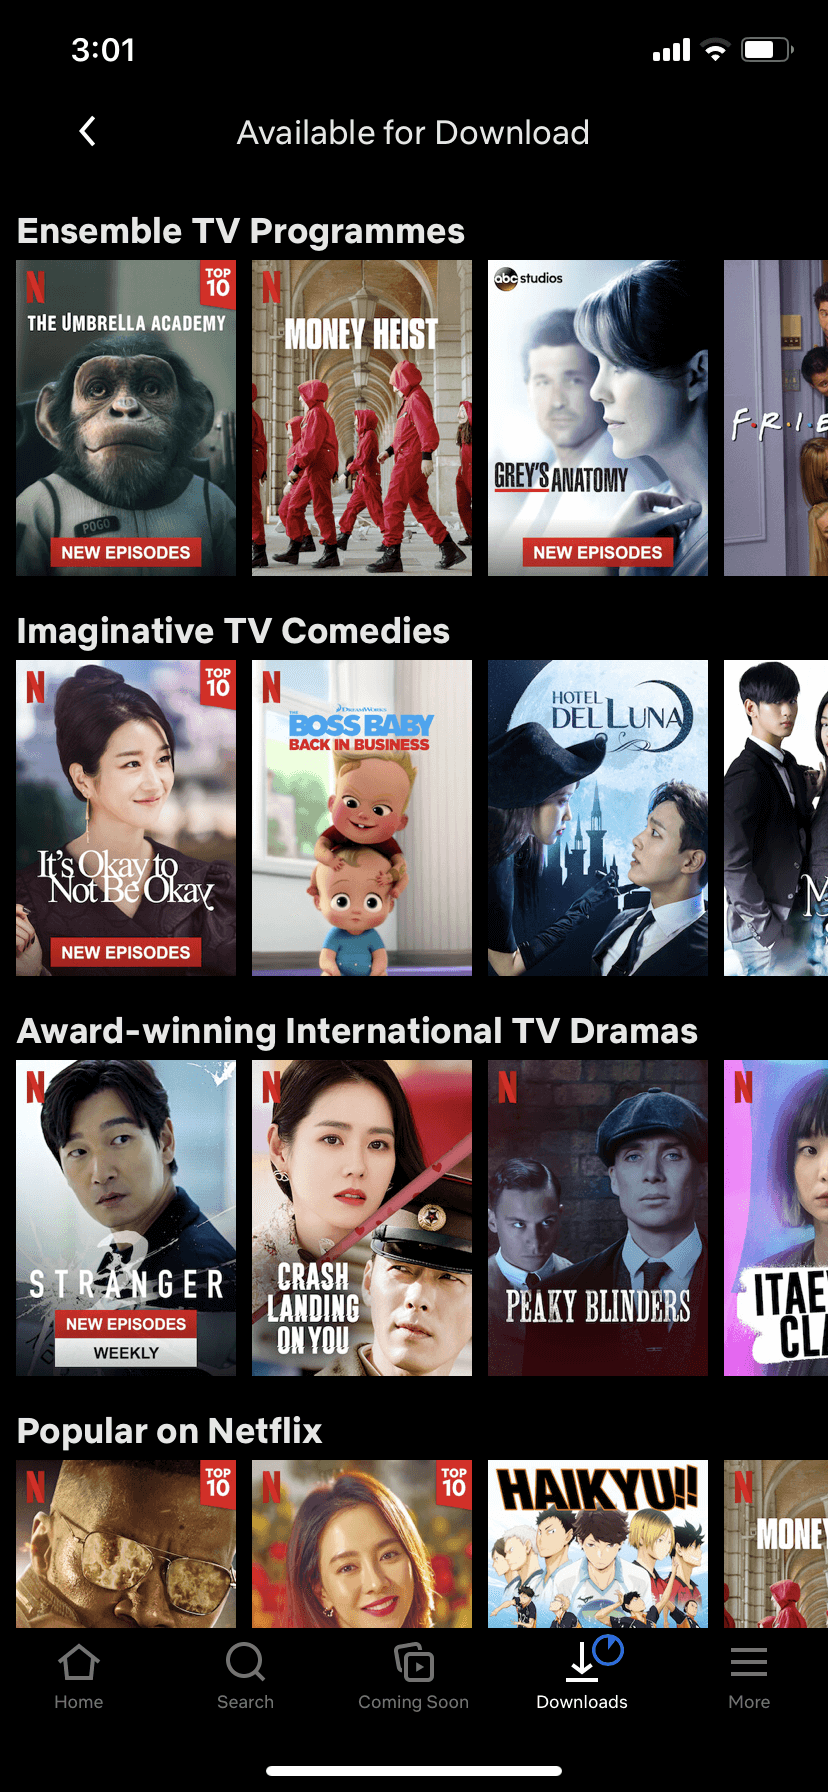 3:01
Available for Download
Ensemble TV Programmes
N
TOP
10
THE UMBRELLA ACADEMY
POGO
NEW EPISODES
N
MONEY HEIST
abc studios
GREY'S ANATOMY
NEW EPISODES
F.R.I.E
Imaginative TV Comedies
N
TOP
10
It's Okay to
Not Be Okay
NEW EPISODES
N
DREAMWORKS
THE
BOSS BABY
BACK IN BUSINESS
HOTEL
DEL LUNA
M
Award-winning International TV Dramas
N
2
STRANGER
NEW EPISODES
WEEKLY
N
CRASH
LANDING
ON YOU
N
PEAKY BLINDERS
N
ITAE
CLA
Popular on Netflix
N
TOP
10
N
TOP
10
HAIKYU!!
N
MONEY
Home
Search
Coming Soon
Downloads
More